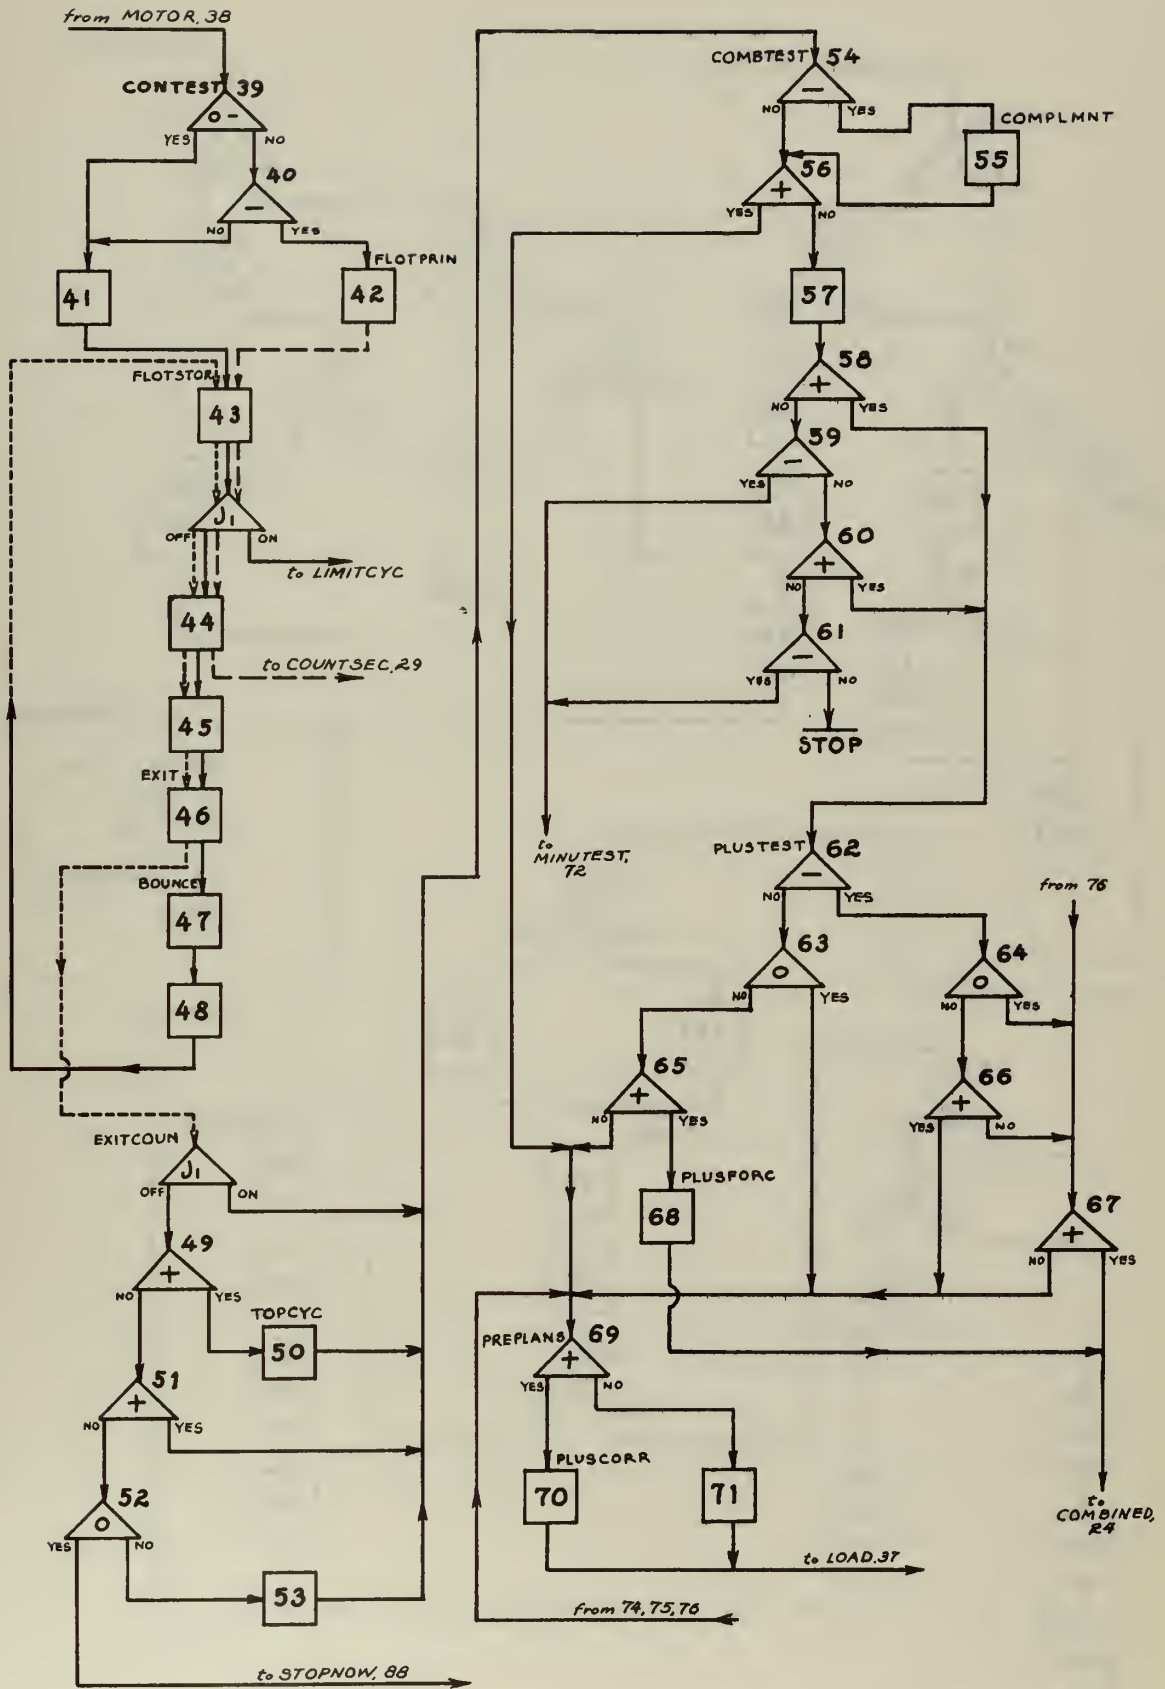 from MOTOR, 38
CONTEST 39
0 -
YES
NO
40
-
NO
YES
41
FLOTPRIN
42
FLOTSTOR
43
J1
OFF
ON
to LIMITCYC
44
to COUNTSEC, 29
45
EXIT
46
BOUNCE
47
48
EXITCOUN
J1
OFF
ON
49
+
NO
YES
TOPCYC
50
51
+
NO
YES
52
0
YES
NO
53
to STOPNOW, 88
COMBTEST 54
-
NO
YES
COMPLMNT
55
56
+
YES
NO
57
58
+
NO
YES
59
-
YES
NO
60
+
NO
YES
61
-
YES
NO
STOP
to
MINUTEST,
72
PLUSTEST 62
-
NO
YES
from 76
63
0
NO
YES
64
0
NO
YES
65
+
NO
YES
66
+
YES
NO
PLUSFORC
68
67
+
NO
YES
PREPLANS 69
+
YES
NO
PLUSCORR
70
71
to
COMBINED,
24
to LOAD, 37
from 74, 75, 76